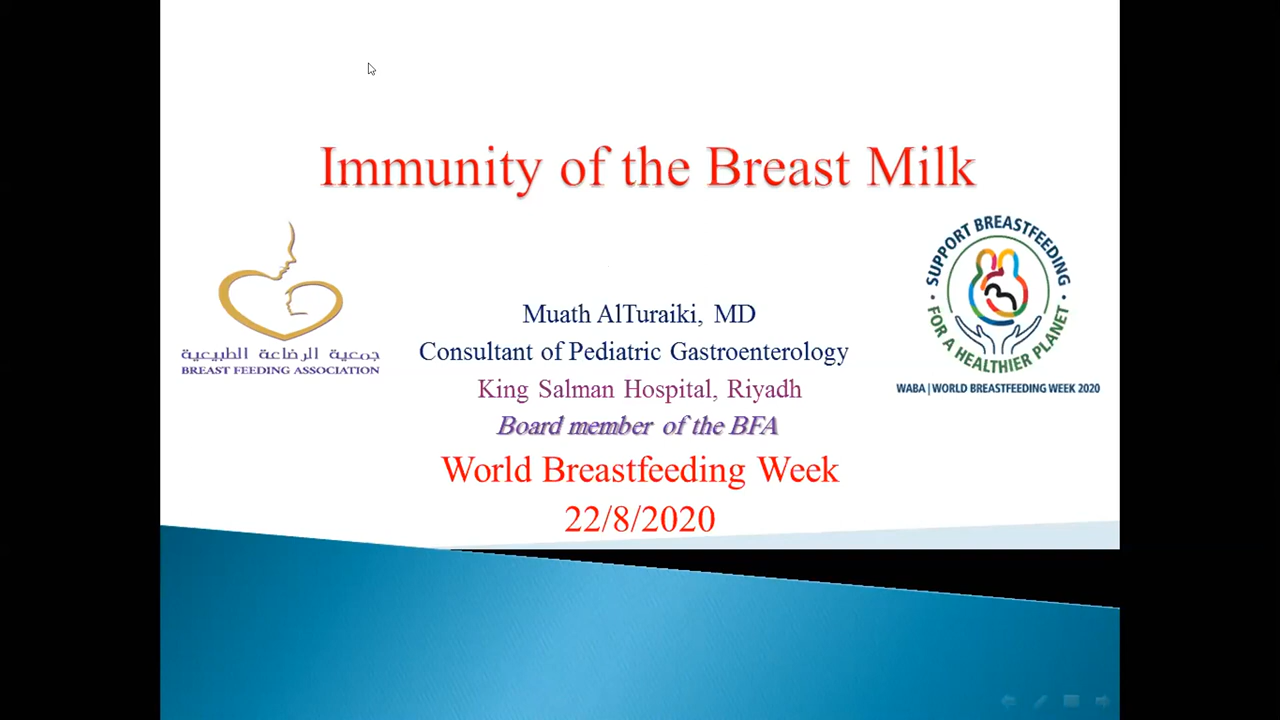 Immunity of the Breast Milk
جمعية الرضاعة الطبيعية
BREAST FEEDING ASSOCIATION
Muath AlTuraiki, MD
Consultant of Pediatric Gastroenterology
King Salman Hospital, Riyadh
Board member of the BFA
World Breastfeeding Week
22/8/2020
SUPPORT BREASTFEEDING
• FOR A HEALTHIER PLANET •
WABA | WORLD BREASTFEEDING WEEK 2020